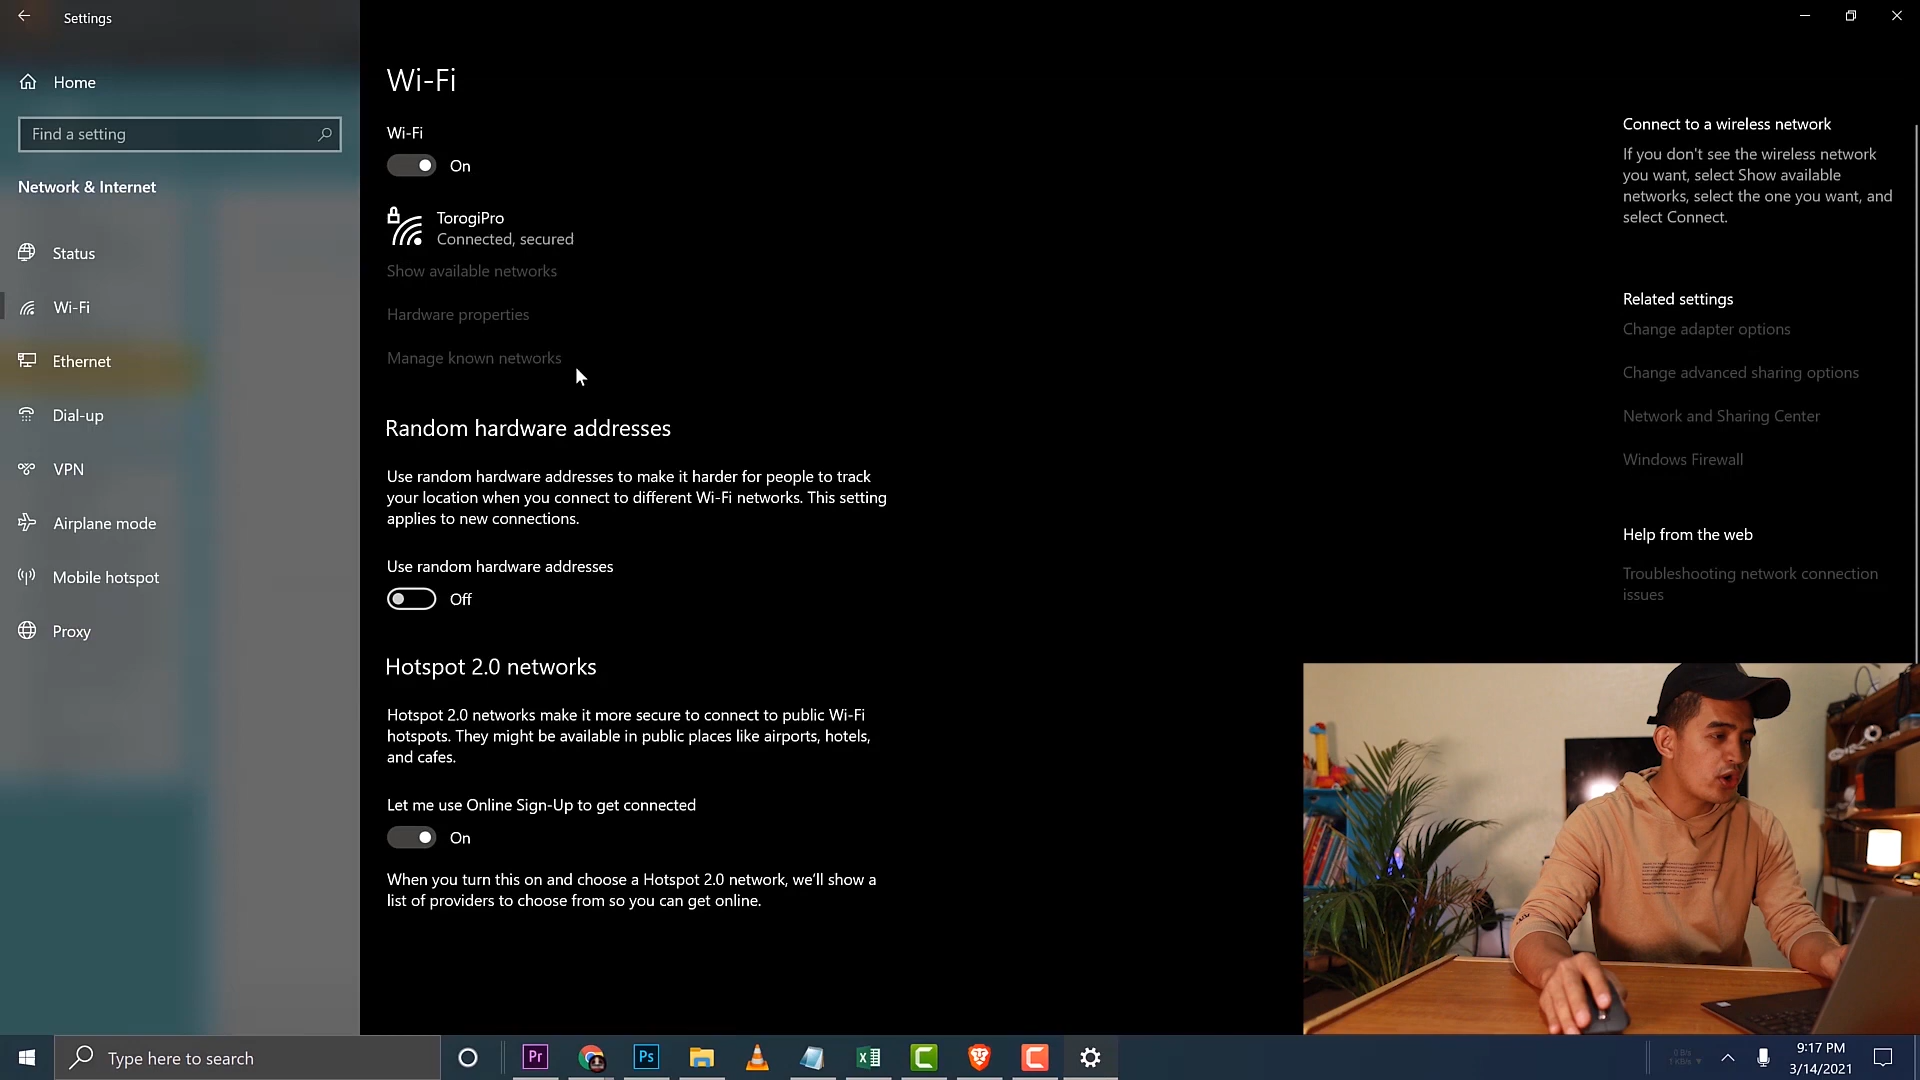 Settings
Home
Find a setting
Network & Internet
Status
Wi-Fi
Ethernet
Dial-up
VPN
Airplane mode
Mobile hotspot
Proxy
Wi-Fi
Wi-Fi
On
TorogiPro
Connected, secured
Show available networks
Hardware properties
Manage known networks
Random hardware addresses
Use random hardware addresses to make it harder for people to track
your location when you connect to different Wi-Fi networks. This setting
applies to new connections.
Use random hardware addresses
Off
Hotspot 2.0 networks
Hotspot 2.0 networks make it more secure to connect to public Wi-Fi
hotspots. They might be available in public places like airports, hotels,
and cafes.
Let me use Online Sign-Up to get connected
On
When you turn this on and choose a Hotspot 2.0 network, we'll show a
list of providers to choose from so you can get online.
Connect to a wireless network
If you don't see the wireless network
you want, select Show available
networks, select the one you want, and
select Connect.
Related settings
Change adapter options
Change advanced sharing options
Network and Sharing Center
Windows Firewall
Help from the web
Troubleshooting network connection
issues
Type here to search
Pr
Ps
9:17 PM
3/14/2021